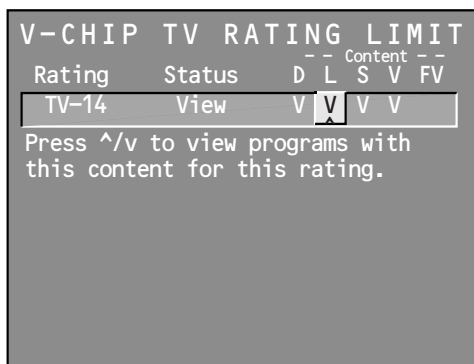 V-CHIP TV RATING LIMIT
- - Content - -
Rating Status D L S V FV
TV-14 View V V V V
Press ^/v to view programs with
this content for this rating.